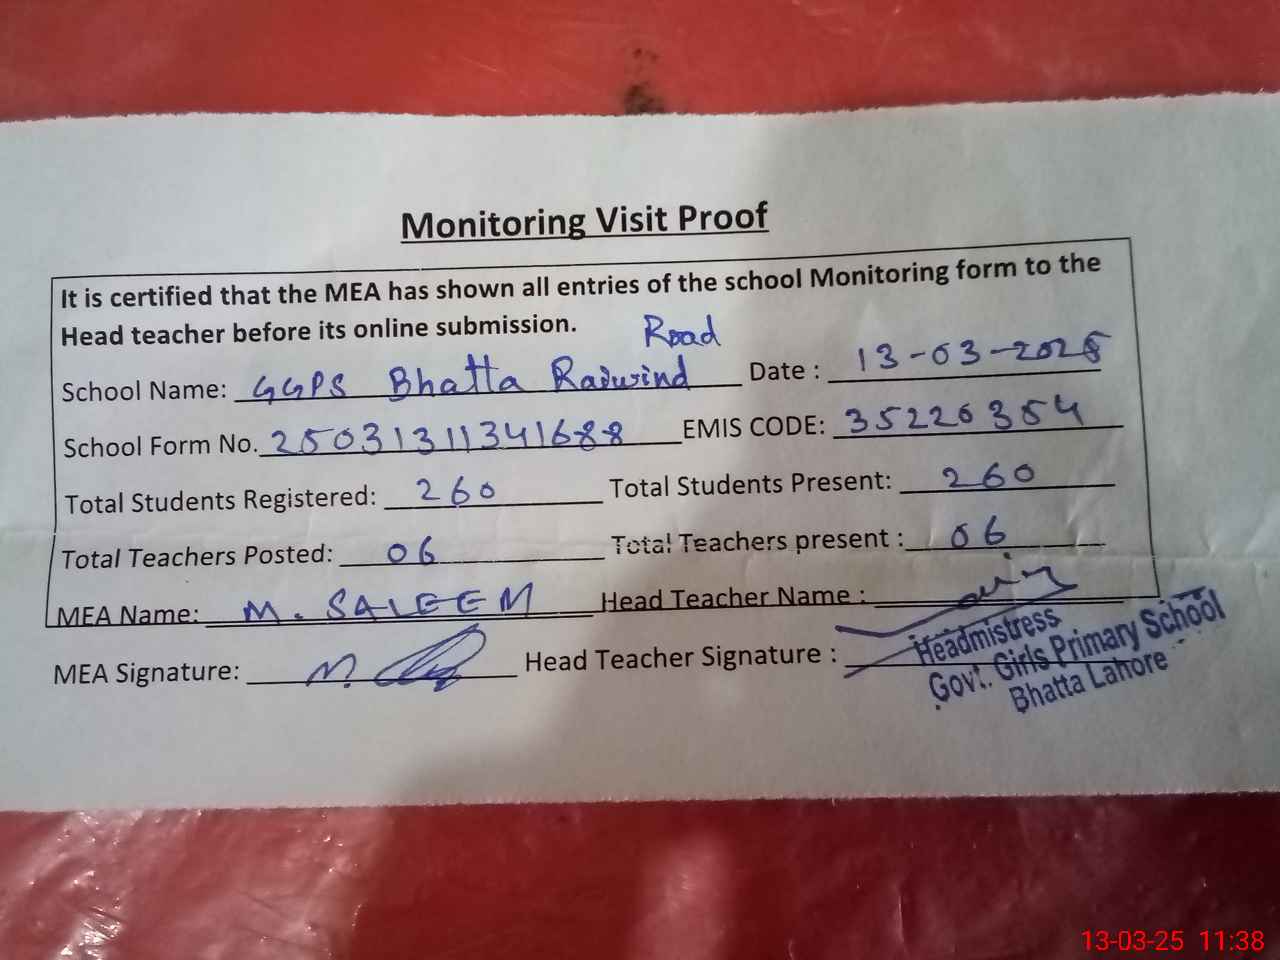 Monitoring Visit Proof
It is certified that the MEA has shown all entries of the school Monitoring form to the
Head teacher before its online submission.
School Name: GGPS Bhatta Raiwind Road Date : 13-03-2025
School Form No. 25031311341688 EMIS CODE: 35220354
Total Students Registered: 260 Total Students Present: 260
Total Teachers Posted: 06 Total Teachers present : 06
MEA Name: M. SALEEM Head Teacher Name :
MEA Signature: M. Head Teacher Signature :
Headmistress
Govt. Girls Primary School
Bhatta Lahore
13-03-25 11:38